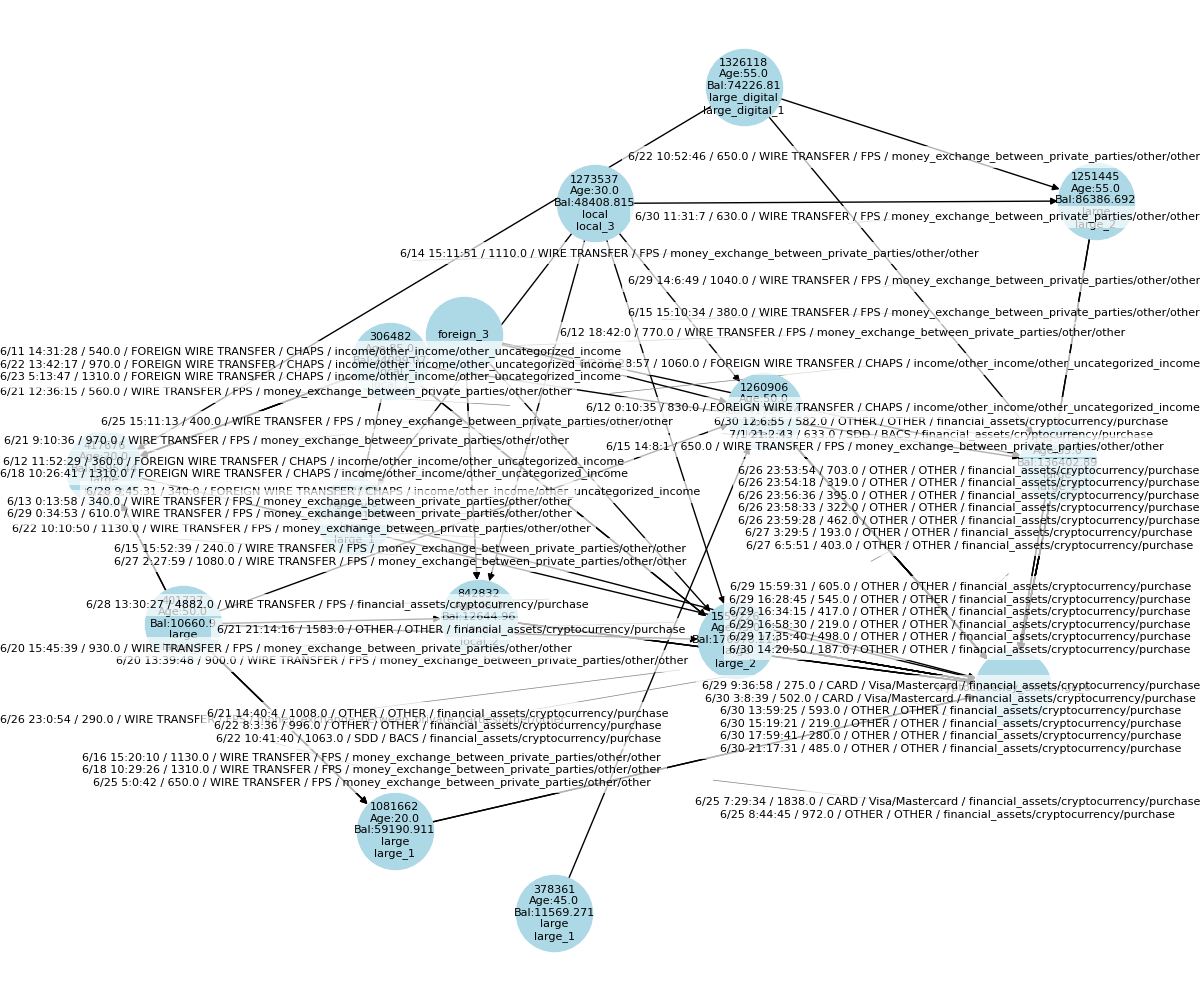 1326118
Age:55.0
Bal:74226.81
large_digital
large_digital_1
6/22 10:52:46 / 650.0 / WIRE TRANSFER / FPS / money_exchange_between_private_parties/other/other
1273537
Age:30.0
Bal:48408.815
local
local_3
1251445
Age:55.0
Bal:86386.692
large
large_2
6/30 11:31:7 / 630.0 / WIRE TRANSFER / FPS / money_exchange_between_private_parties/other/other
6/14 15:11:51 / 1110.0 / WIRE TRANSFER / FPS / money_exchange_between_private_parties/other/other
6/29 14:6:49 / 1040.0 / WIRE TRANSFER / FPS / money_exchange_between_private_parties/other/other
6/15 15:10:34 / 380.0 / WIRE TRANSFER / FPS / money_exchange_between_private_parties/other/other
6/12 18:42:0 / 770.0 / WIRE TRANSFER / FPS / money_exchange_between_private_parties/other/other
306482
foreign_3
6/11 14:31:28 / 540.0 / FOREIGN WIRE TRANSFER / CHAPS / income/other_income/other_uncategorized_income
6/22 13:42:17 / 970.0 / FOREIGN WIRE TRANSFER / CHAPS / income/other_income/other_uncategorized_income
6/23 5:13:47 / 1310.0 / FOREIGN WIRE TRANSFER / CHAPS / income/other_income/other_uncategorized_income
8:57 / 1060.0 / FOREIGN WIRE TRANSFER / CHAPS / income/other_income/other_uncategorized_income
6/21 12:36:15 / 560.0 / WIRE TRANSFER / FPS / money_exchange_between_private_parties/other/other
1260906
Age:50.0
6/12 0:10:35 / 830.0 / FOREIGN WIRE TRANSFER / CHAPS / income/other_income/other_uncategorized_income
6/25 15:11:13 / 400.0 / WIRE TRANSFER / FPS / money_exchange_between_private_parties/other/other
6/30 12:6:55 / 582.0 / OTHER / OTHER / financial_assets/cryptocurrency/purchase
7/1 21:2:43 / 633.0 / SDD / BACS / financial_assets/cryptocurrency/purchase
6/21 9:10:36 / 970.0 / WIRE TRANSFER / FPS / money_exchange_between_private_parties/other/other
6/15 14:8:1 / 650.0 / WIRE TRANSFER / FPS / money_exchange_between_private_parties/other/other
6/12 11:52:29 / 360.0 / FOREIGN WIRE TRANSFER / CHAPS / income/other_income/other_uncategorized_income
6/18 10:26:41 / 1310.0 / FOREIGN WIRE TRANSFER / CHAPS / income/other_income/other_uncategorized_income
Bal:136402.89
6/28 9:45:31 / 340.0 / FOREIGN WIRE TRANSFER / CHAPS / income/other_income/other_uncategorized_income
6/13 0:13:58 / 340.0 / WIRE TRANSFER / FPS / money_exchange_between_private_parties/other/other
6/29 0:34:53 / 610.0 / WIRE TRANSFER / FPS / money_exchange_between_private_parties/other/other
6/22 10:10:50 / 1130.0 / WIRE TRANSFER / FPS / money_exchange_between_private_parties/other/other
large_1
6/26 23:53:54 / 703.0 / OTHER / OTHER / financial_assets/cryptocurrency/purchase
6/26 23:54:18 / 319.0 / OTHER / OTHER / financial_assets/cryptocurrency/purchase
6/26 23:56:36 / 395.0 / OTHER / OTHER / financial_assets/cryptocurrency/purchase
6/26 23:58:33 / 322.0 / OTHER / OTHER / financial_assets/cryptocurrency/purchase
6/26 23:59:28 / 462.0 / OTHER / OTHER / financial_assets/cryptocurrency/purchase
6/27 3:29:5 / 193.0 / OTHER / OTHER / financial_assets/cryptocurrency/purchase
6/27 6:5:51 / 403.0 / OTHER / OTHER / financial_assets/cryptocurrency/purchase
6/15 15:52:39 / 240.0 / WIRE TRANSFER / FPS / money_exchange_between_private_parties/other/other
6/27 2:27:59 / 1080.0 / WIRE TRANSFER / FPS / money_exchange_between_private_parties/other/other
6/29 15:59:31 / 605.0 / OTHER / OTHER / financial_assets/cryptocurrency/purchase
6/29 16:28:45 / 545.0 / OTHER / OTHER / financial_assets/cryptocurrency/purchase
6/29 16:34:15 / 417.0 / OTHER / OTHER / financial_assets/cryptocurrency/purchase
6/29 16:58:30 / 219.0 / OTHER / OTHER / financial_assets/cryptocurrency/purchase
6/29 17:35:40 / 498.0 / OTHER / OTHER / financial_assets/cryptocurrency/purchase
6/30 14:20:50 / 187.0 / OTHER / OTHER / financial_assets/cryptocurrency/purchase
842832
Bal:12644.96
Age:50.0
6/28 13:30:27 / 4882.0 / WIRE TRANSFER / FPS / financial_assets/cryptocurrency/purchase
Bal:10660.9
large
6/21 21:14:16 / 1583.0 / OTHER / OTHER / financial_assets/cryptocurrency/purchase
6/20 15:45:39 / 930.0 / WIRE TRANSFER / FPS / money_exchange_between_private_parties/other/other
6/20 13:39:48 / 900.0 / WIRE TRANSFER / FPS / money_exchange_between_private_parties/other/other
large_2
6/29 9:36:58 / 275.0 / CARD / Visa/Mastercard / financial_assets/cryptocurrency/purchase
6/30 3:8:39 / 502.0 / CARD / Visa/Mastercard / financial_assets/cryptocurrency/purchase
6/30 13:59:25 / 593.0 / OTHER / OTHER / financial_assets/cryptocurrency/purchase
6/30 15:19:21 / 219.0 / OTHER / OTHER / financial_assets/cryptocurrency/purchase
6/30 17:59:41 / 280.0 / OTHER / OTHER / financial_assets/cryptocurrency/purchase
6/30 21:17:31 / 485.0 / OTHER / OTHER / financial_assets/cryptocurrency/purchase
6/26 23:0:54 / 290.0 / WIRE
6/21 14:40:4 / 1008.0 / OTHER / OTHER / financial_assets/cryptocurrency/purchase
6/22 8:3:36 / 996.0 / OTHER / OTHER / financial_assets/cryptocurrency/purchase
6/22 10:41:40 / 1063.0 / SDD / BACS / financial_assets/cryptocurrency/purchase
6/16 15:20:10 / 1130.0 / WIRE TRANSFER / FPS / money_exchange_between_private_parties/other/other
6/18 10:29:26 / 1310.0 / WIRE TRANSFER / FPS / money_exchange_between_private_parties/other/other
6/25 5:0:42 / 650.0 / WIRE TRANSFER / FPS / money_exchange_between_private_parties/other/other
6/25 7:29:34 / 1838.0 / CARD / Visa/Mastercard / financial_assets/cryptocurrency/purchase
6/25 8:44:45 / 972.0 / OTHER / OTHER / financial_assets/cryptocurrency/purchase
1081662
Age:20.0
Bal:59190.911
large
large_1
378361
Age:45.0
Bal:11569.271
large
large_1